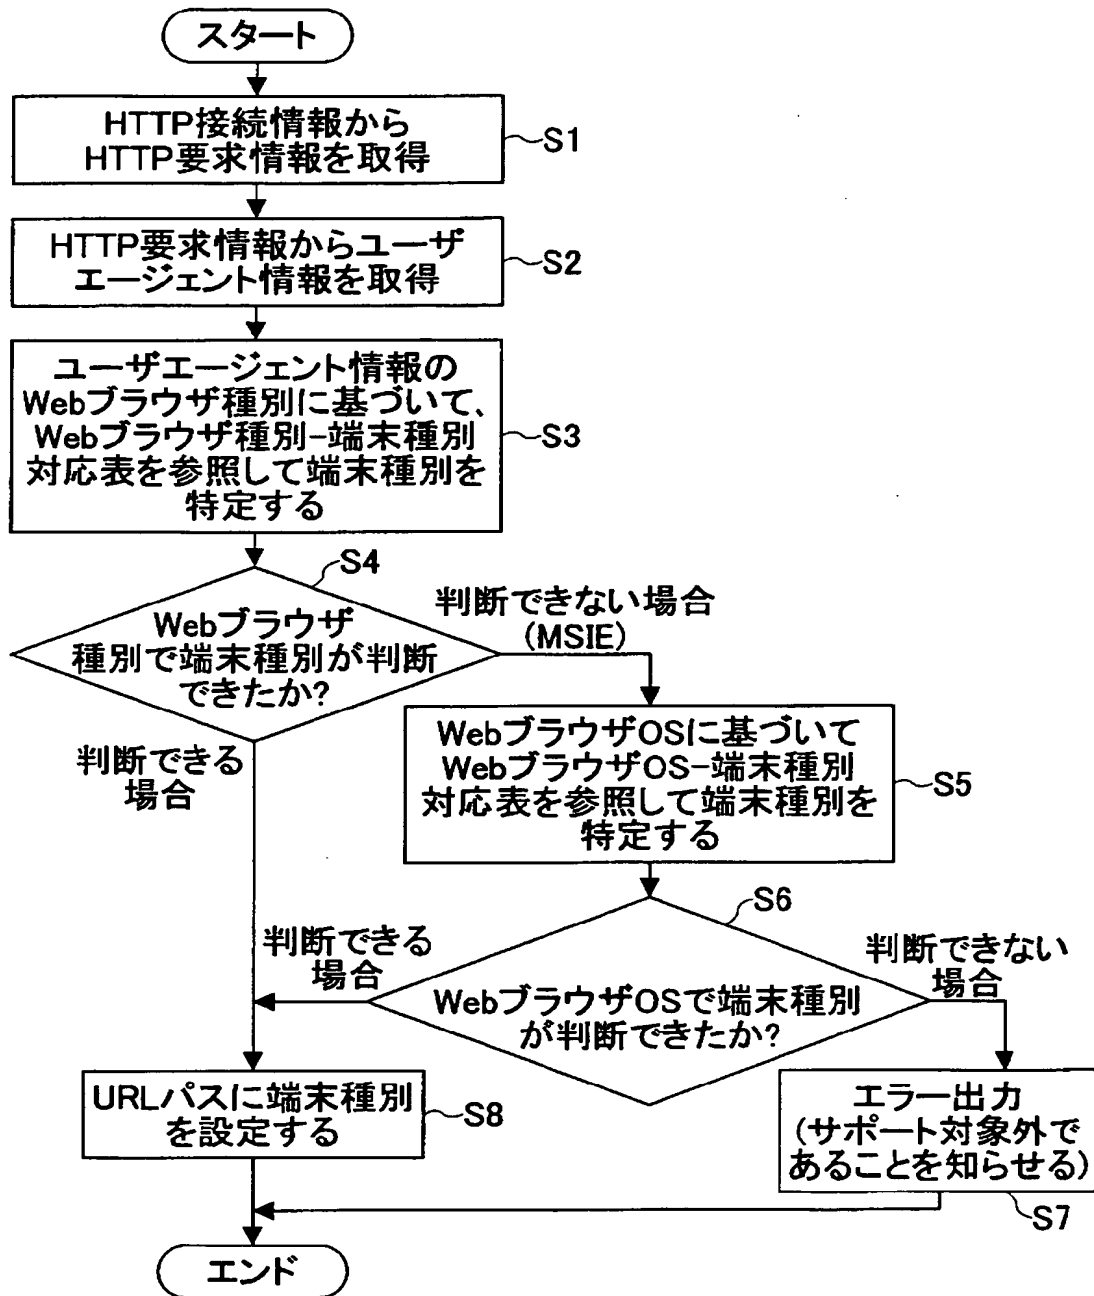 スタート
HTTP接続情報から
HTTP要求情報を取得
S1
HTTP要求情報からユーザ
エージェント情報を取得
S2
ユーザエージェント情報の
Webブラウザ種別に基づいて、
Webブラウザ種別-端末種別
対応表を参照して端末種別を
特定する
S3
S4
Webブラウザ
種別で端末種別が判断
できたか?
判断できない場合
(MSIE)
判断できる
場合
WebブラウザOSに基づいて
WebブラウザOS-端末種別
対応表を参照して端末種別を
特定する
S5
S6
WebブラウザOSで端末種別
が判断できたか?
判断できる
場合
判断できない
場合
URLパスに端末種別
を設定する
S8
エラー出力
(サポート対象外で
あることを知らせる)
S7
エンド